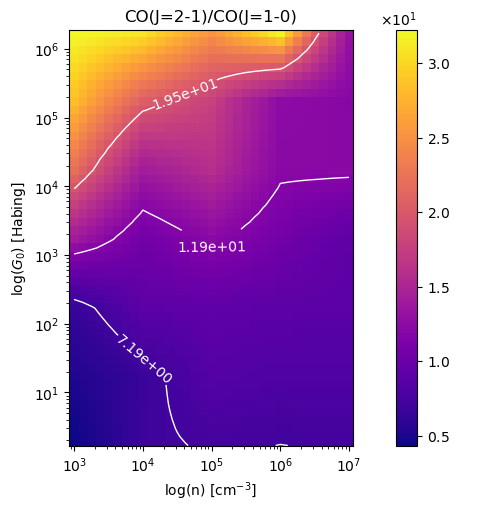 CO(J=2-1)/CO(J=1-0)
×10¹
10⁶
10⁵
10⁴
10³
10²
10¹
log(G₀) [Habing]
1.95e+01
1.19e+01
7.19e+00
10³ 10⁴ 10⁵ 10⁶ 10⁷
log(n) [cm⁻³]
3.0
2.5
2.0
1.5
1.0
0.5